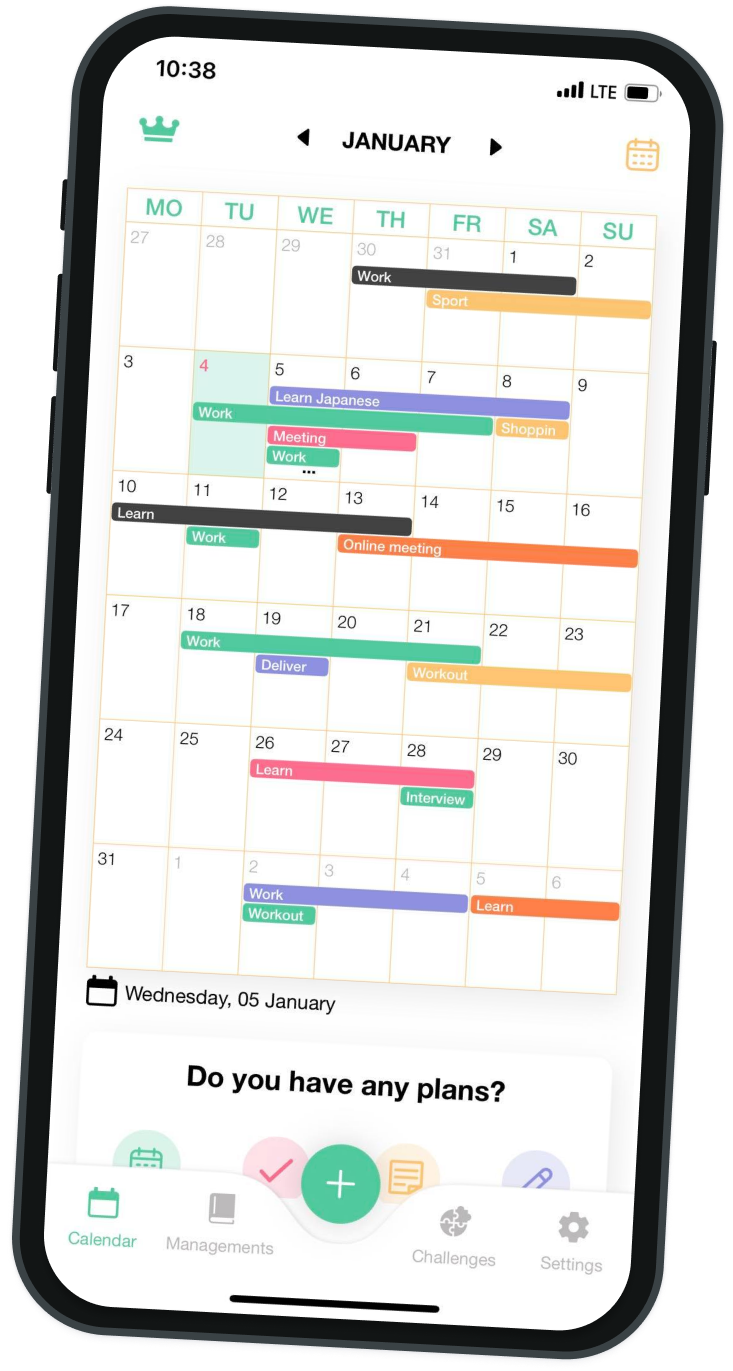 10:38 LTE
JANUARY
MO TU WE TH FR SA SU
27 28 29 30 31 1 2
Work
Sport
3 4 5 6 7 8 9
Learn Japanese
Work Shoppin
Meeting
Work
...
10 11 12 13 14 15 16
Learn
Work Online meeting
17 18 19 20 21 22 23
Work
Deliver Workout
24 25 26 27 28 29 30
Learn
Interview
31 1 2 3 4 5 6
Work Learn
Workout
Wednesday, 05 January
Do you have any plans?
Calendar Managements Challenges Settings